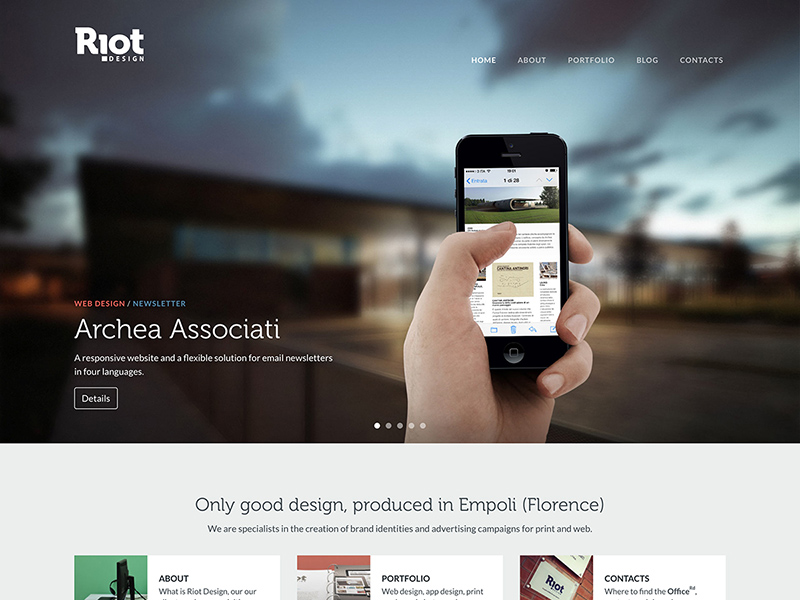 Riot
DESIGN
HOME ABOUT PORTFOLIO BLOG CONTACTS
Entrata 1 di 28
19:01
CANTINA ANTINORI
WEB DESIGN / NEWSLETTER
Archea Associati
A responsive website and a flexible solution for email newsletters
in four languages.
Details
Only good design, produced in Empoli (Florence)
We are specialists in the creation of brand identities and advertising campaigns for print and web.
ABOUT
What is Riot Design, our our
PORTFOLIO
Web design, app design, print
Riot
CONTACTS
Where to find the Office Rd,